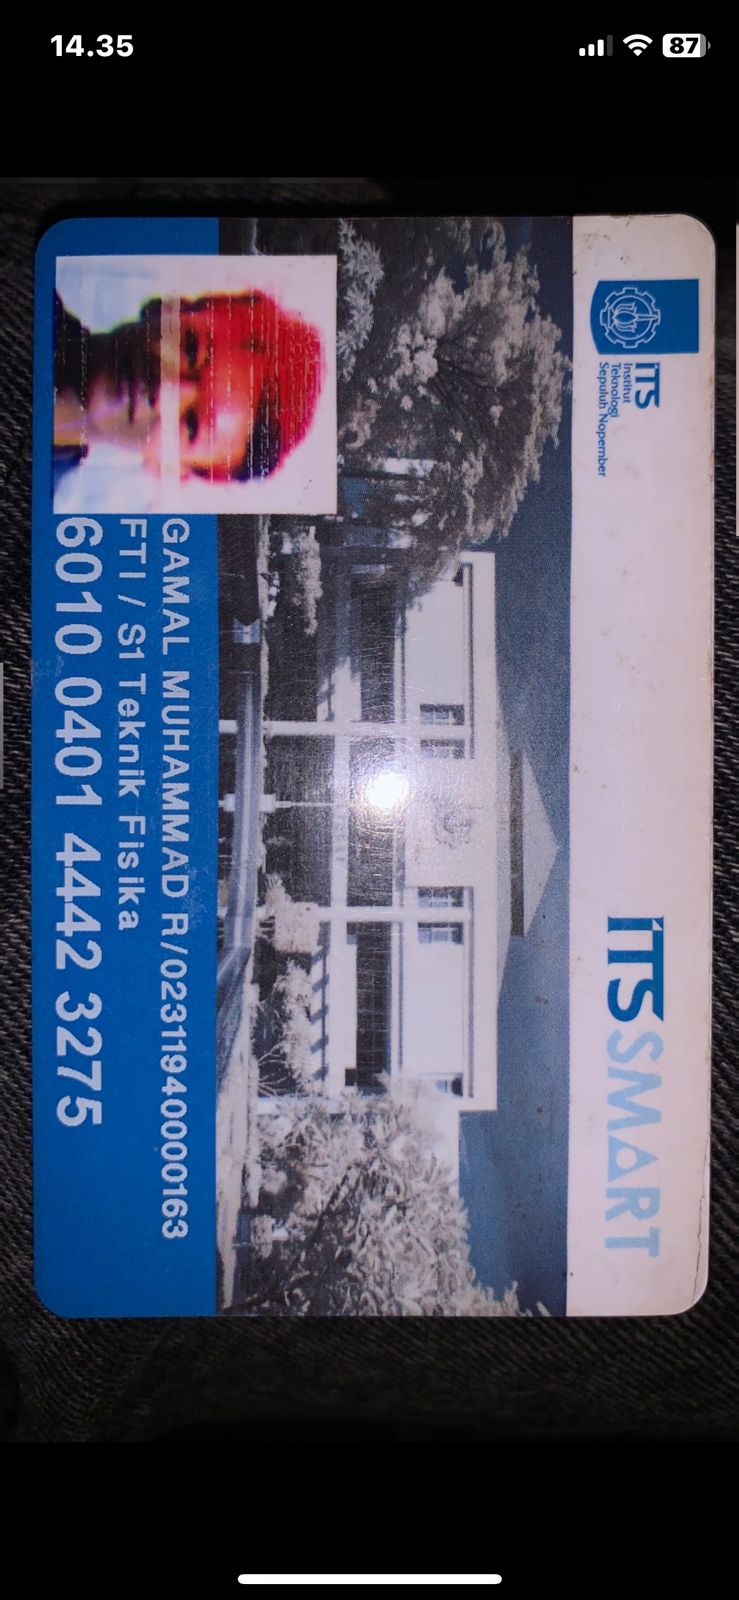 14.35
87
ITS
Institut
Teknologi
Sepuluh Nopember
ITS SMART
GAMAL MUHAMMAD R/02311940000163
FTI / S1 Teknik Fisika
6010 0401 4442 3275